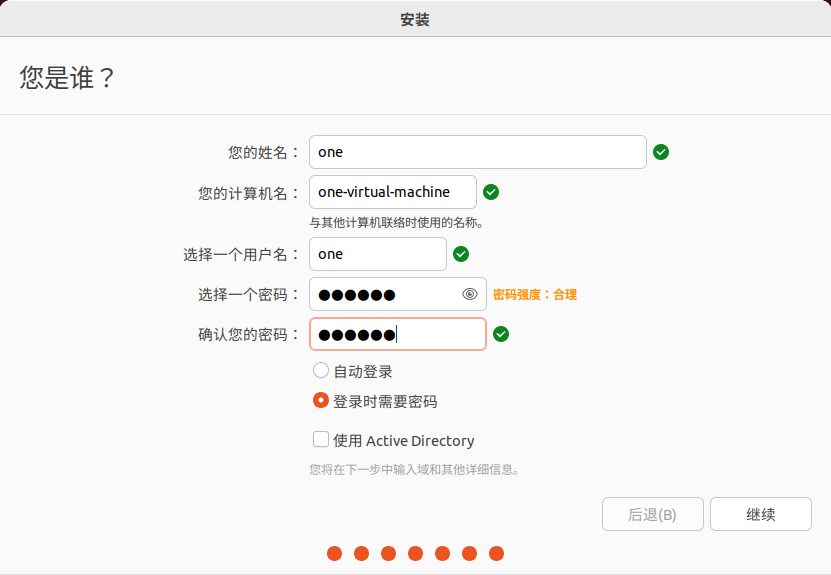 安装
您是谁？
您的姓名： one
您的计算机名： one-virtual-machine
与其他计算机联络时使用的名称。
选择一个用户名： one
选择一个密码： ●●●●●● 密码强度：合理
确认您的密码： ●●●●●●
自动登录
登录时需要密码
使用 Active Directory
您将在下一步中输入域和其他详细信息。
后退(B) 继续